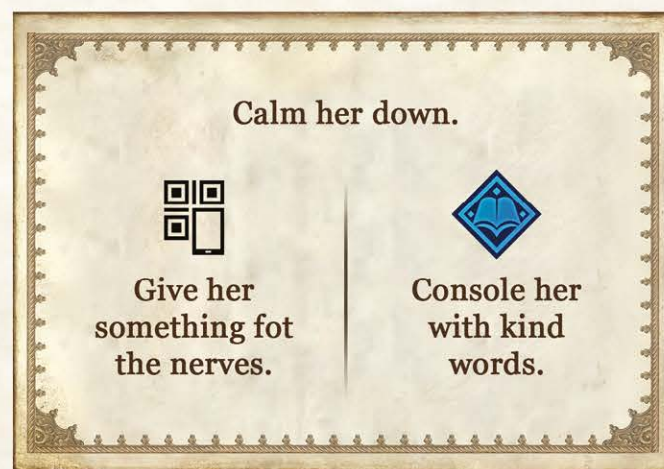 Calm her down.
Give her
something fot
the nerves.
Console her
with kind
words.